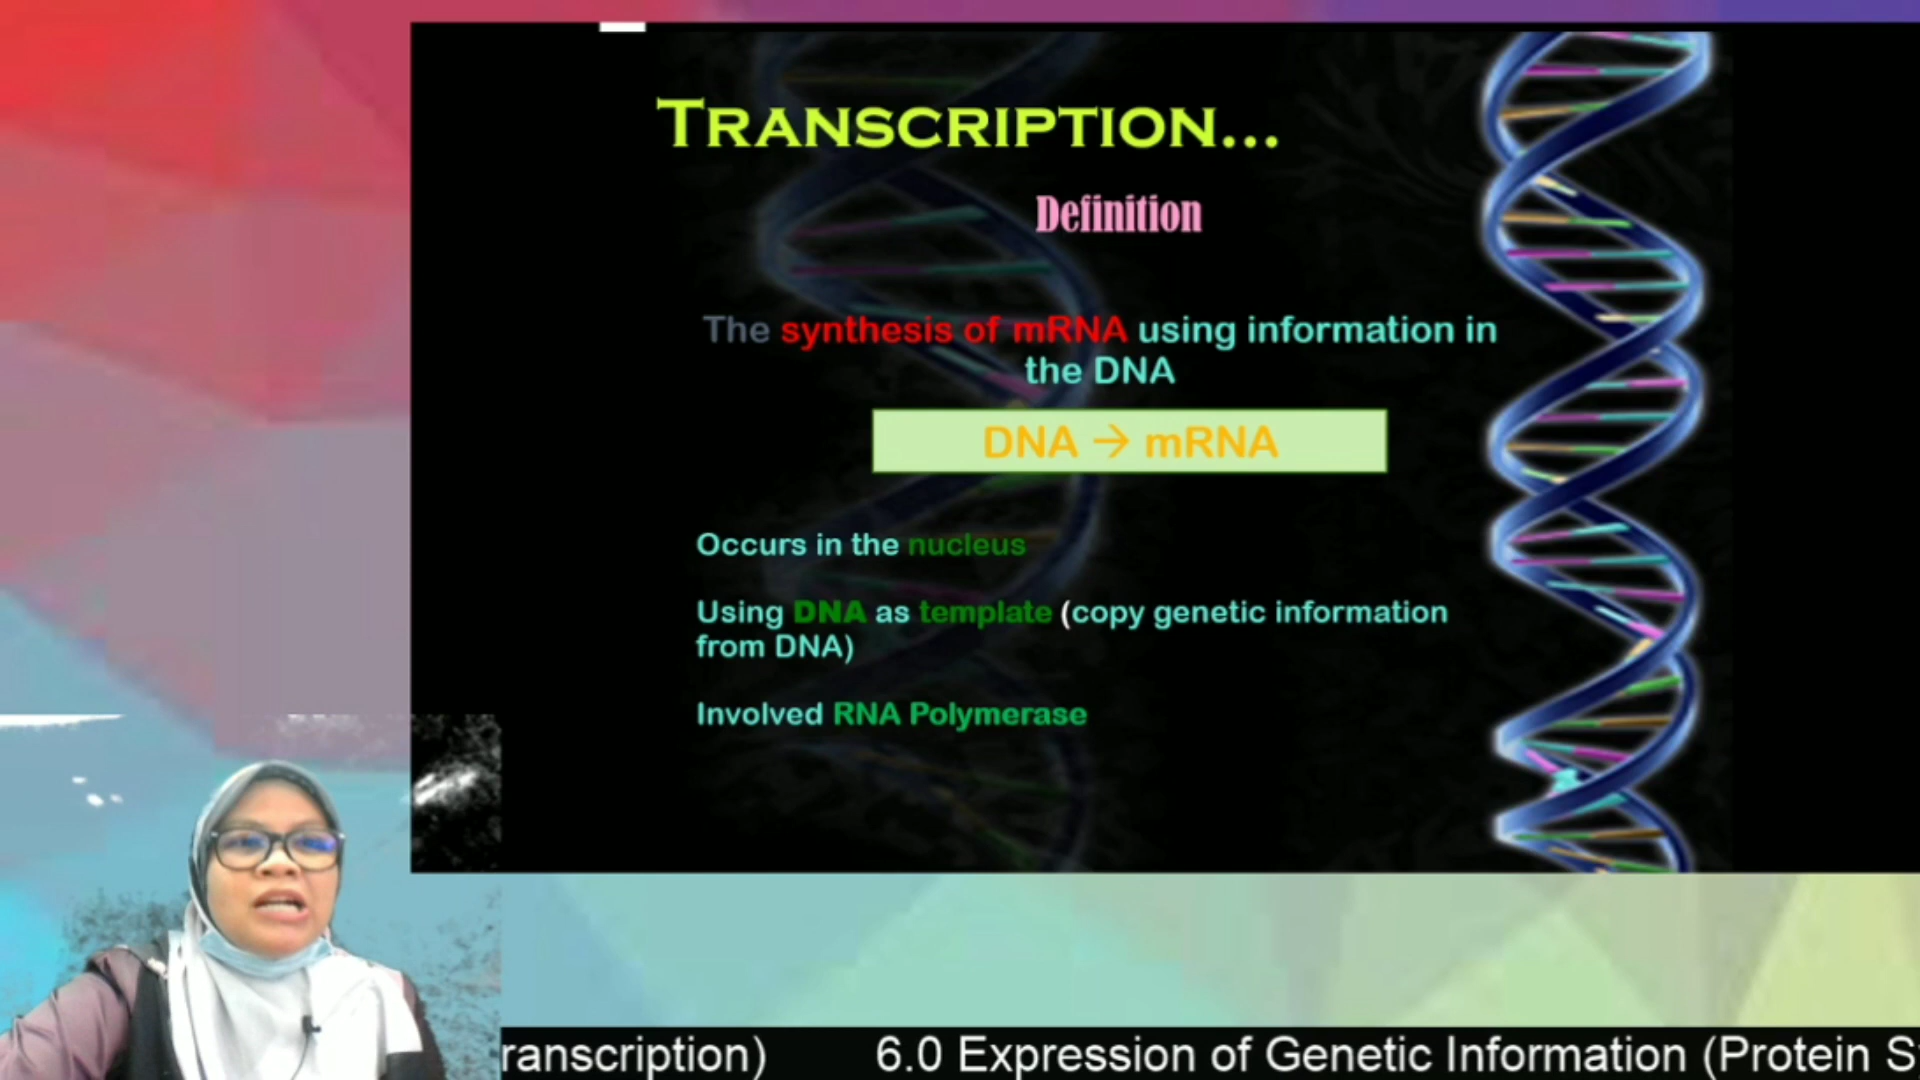 TRANSCRIPTION...
Definition
The synthesis of mRNA using information in
the DNA
DNA → mRNA
Occurs in the nucleus
Using DNA as template (copy genetic information
from DNA)
Involved RNA Polymerase
ranscription) 6.0 Expression of Genetic Information (Protein S